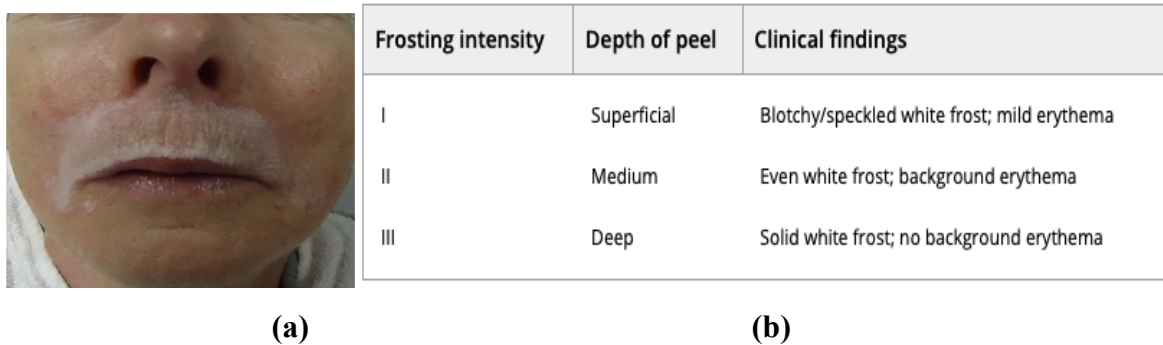 Frosting intensity Depth of peel Clinical findings
I Superficial Blotchy/speckled white frost; mild erythema
II Medium Even white frost; background erythema
III Deep Solid white frost; no background erythema
(a) (b)